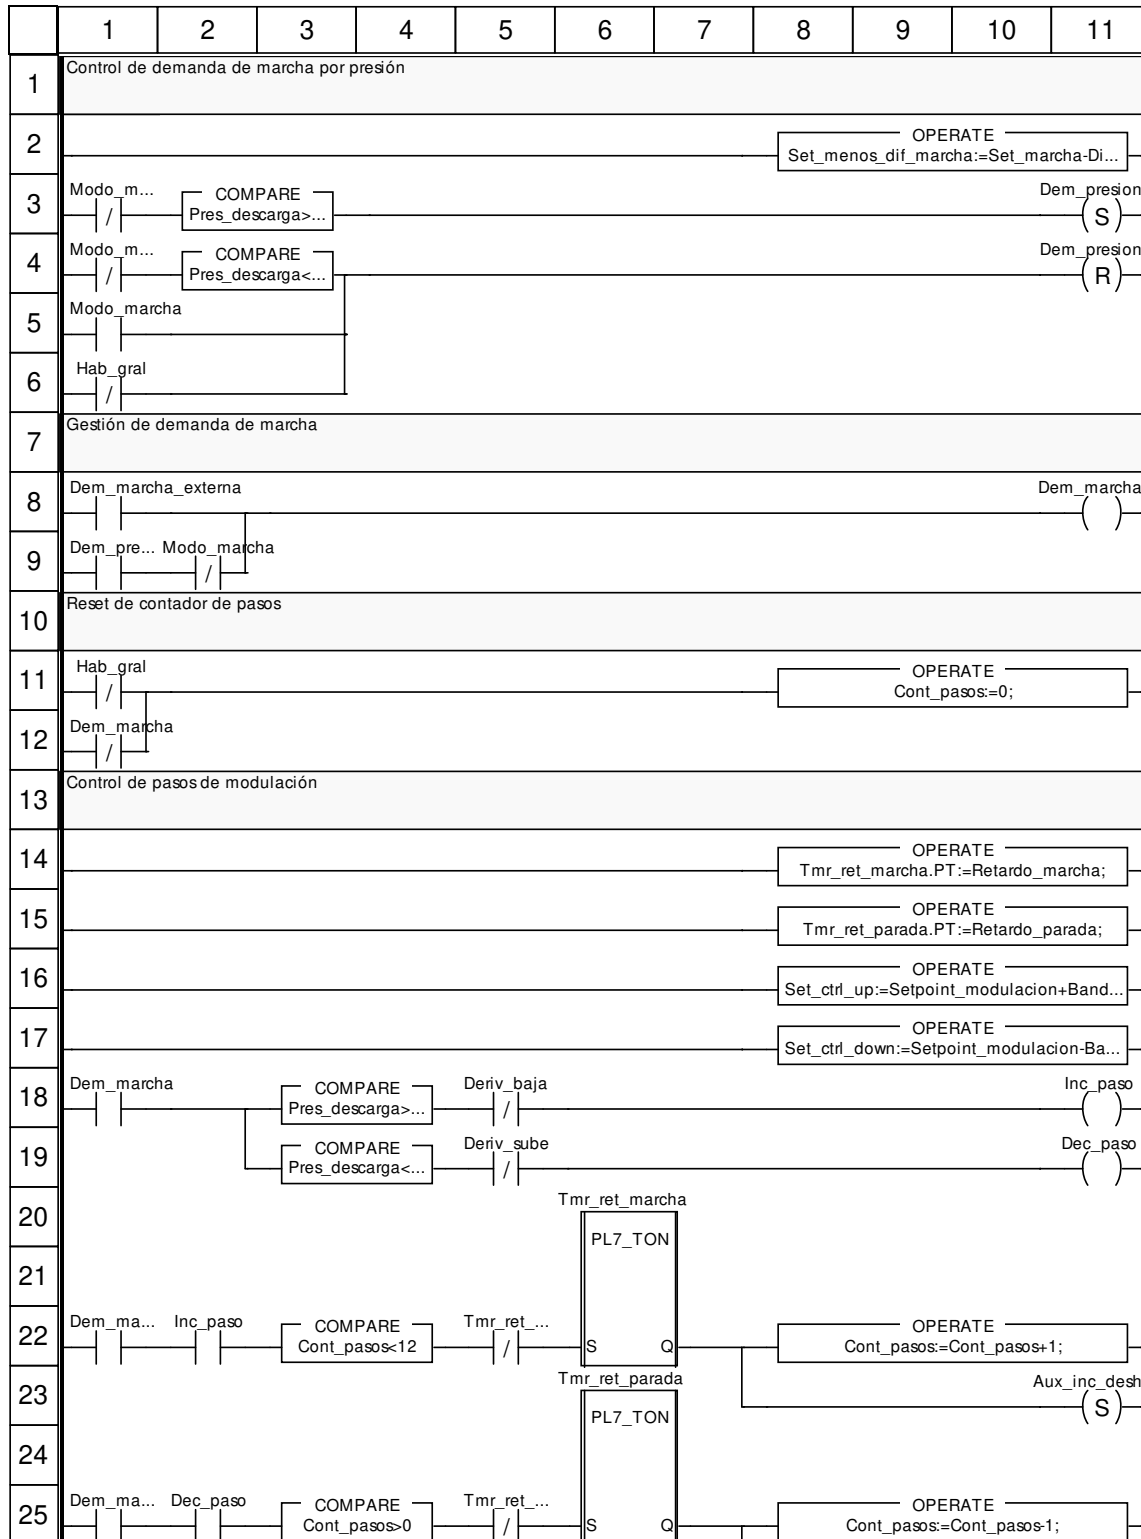 1 2 3 4 5 6 7 8 9 10 11
1 Control de demanda de marcha por presión
2 OPERATE
Set_menos_dif_marcha:=Set_marcha-Di...
3 Modo_m... COMPARE Dem_presion
/ Pres_descarga>... S
4 Modo_m... COMPARE Dem_presion
/ Pres_descarga<... R
5 Modo_marcha
6 Hab_gral
/
7 Gestión de demanda de marcha
8 Dem_marcha_externa Dem_marcha
9 Dem_pre... Modo_marcha
/
10 Reset de contador de pasos
11 Hab_gral OPERATE
/ Cont_pasos:=0;
12 Dem_marcha
/
13 Control de pasos de modulación
14 OPERATE
Tmr_ret_marcha.PT:=Retardo_marcha;
15 OPERATE
Tmr_ret_parada.PT:=Retardo_parada;
16 OPERATE
Set_ctrl_up:=Setpoint_modulacion+Band...
17 OPERATE
Set_ctrl_down:=Setpoint_modulacion-Ba...
18 Dem_marcha COMPARE Deriv_baja Inc_paso
Pres_descarga>... /
19 COMPARE Deriv_sube Dec_paso
Pres_descarga<... /
20 Tmr_ret_marcha
PL7_TON
21
22 Dem_ma... Inc_paso COMPARE Tmr_ret_... OPERATE
Cont_pasos<12 / S Q Cont_pasos:=Cont_pasos+1;
23 Tmr_ret_parada Aux_inc_desh
PL7_TON S
24
25 Dem_ma... Dec_paso COMPARE Tmr_ret_... OPERATE
Cont_pasos>0 / S Q Cont_pasos:=Cont_pasos-1;